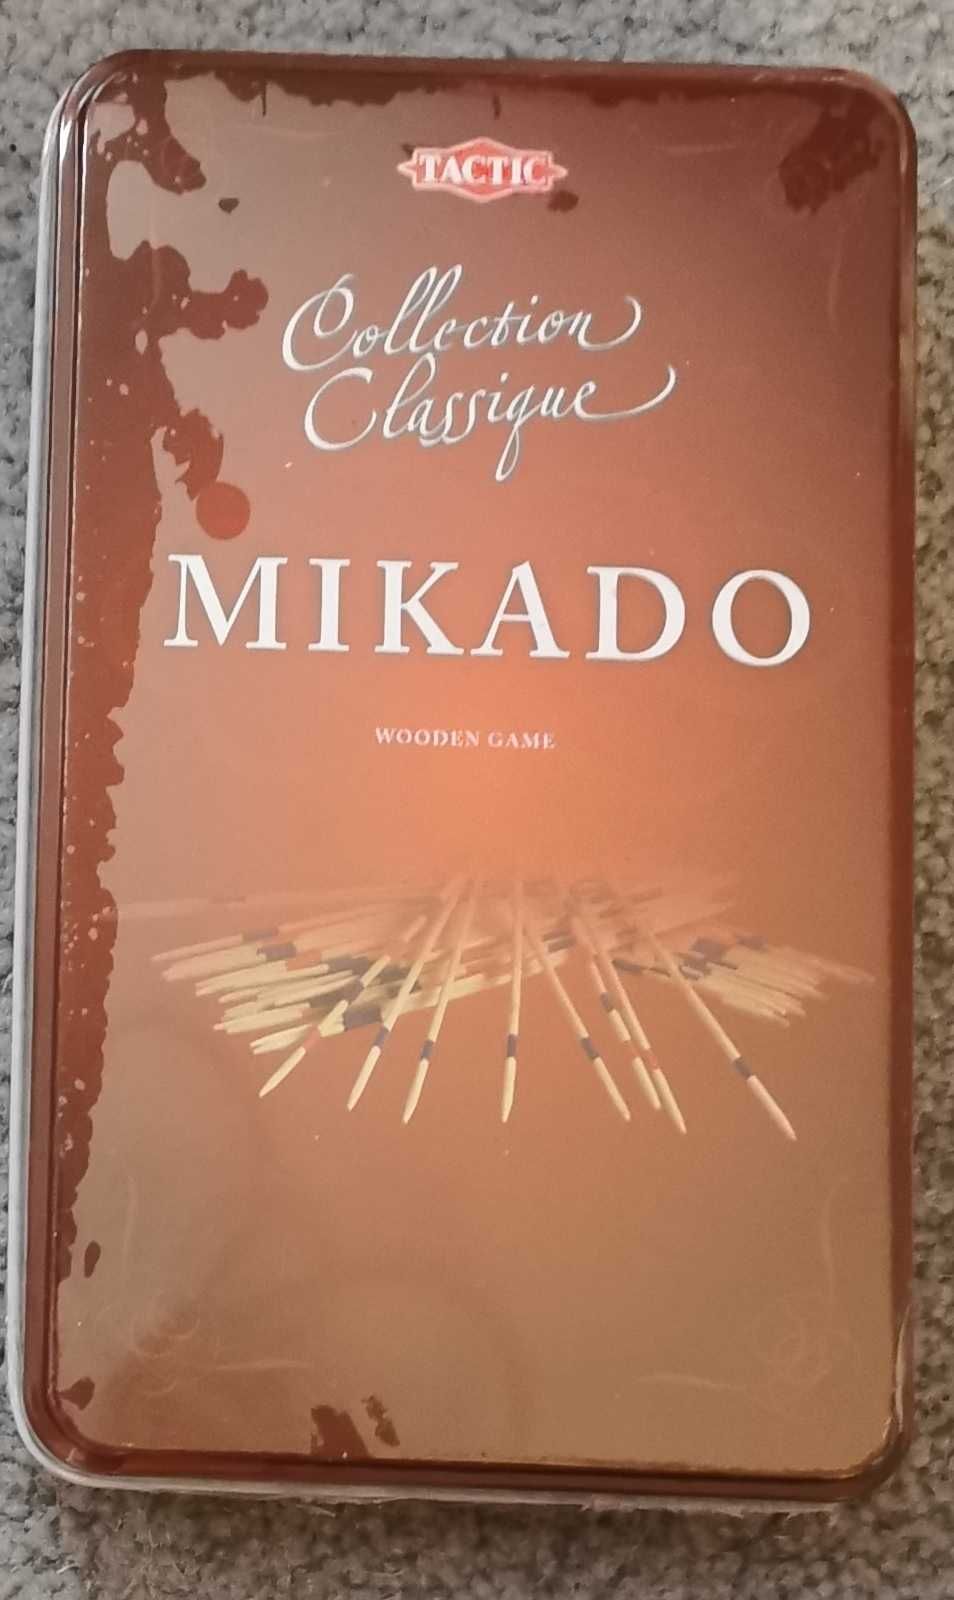 TACTIC
Collection
Classique
MIKADO
WOODEN GAME